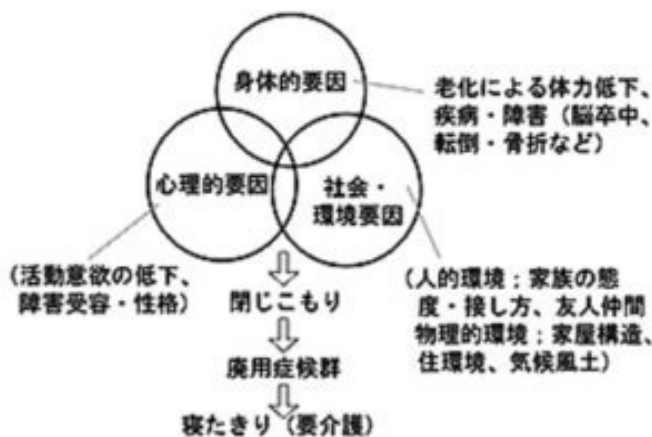 身体的要因
老化による体力低下、
疾病・障害（脳卒中、
転倒・骨折など）
心理的要因
社会・
環境要因
（活動意欲の低下、
障害受容・性格）
（人的環境；家族の態
度・接し方、友人仲間
物理的環境；家屋構造、
住環境、気候風土）
閉じこもり
廃用症候群
寝たきり（要介護）